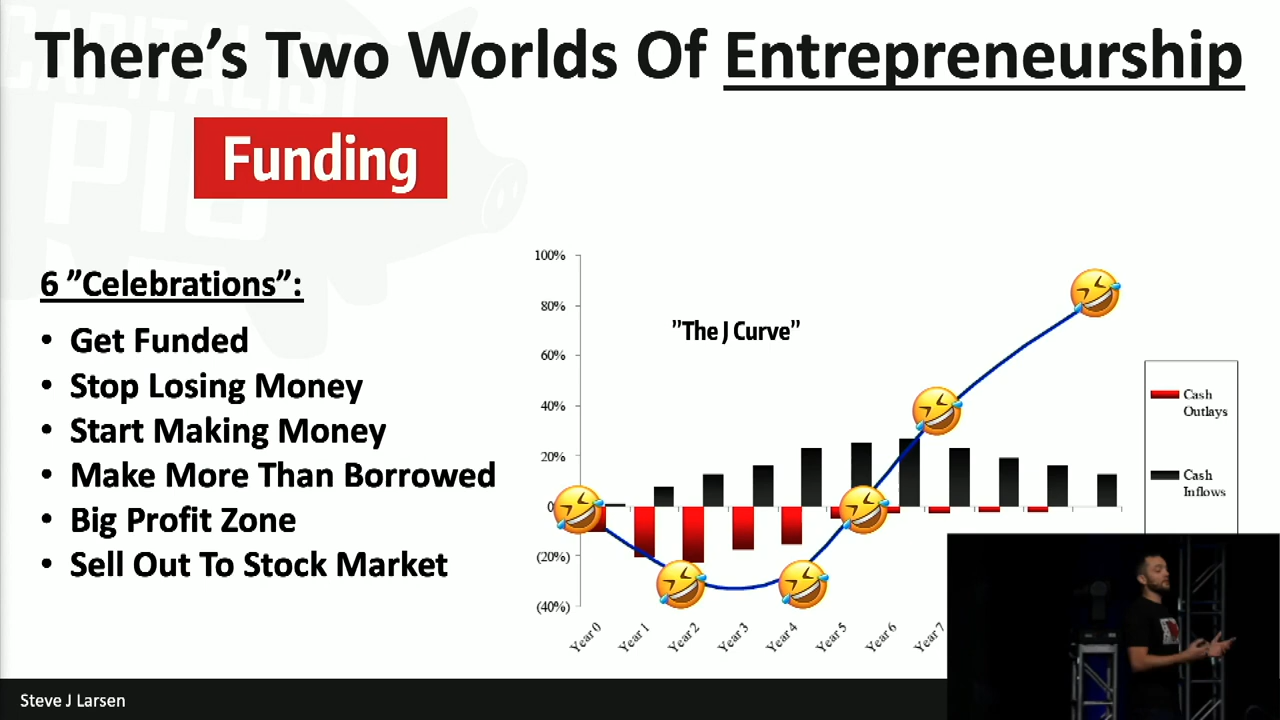 There's Two Worlds Of Entrepreneurship
CAPITALIST
PIG
Funding
6 ”Celebrations”:
• Get Funded
• Stop Losing Money
• Start Making Money
• Make More Than Borrowed
• Big Profit Zone
• Sell Out To Stock Market
”The J Curve”
100%
80%
60%
40%
20%
0
(20%)
(40%)
Year 0
Year 1
Year 2
Year 3
Year 4
Year 5
Year 6
Year 7
Cash
Outlays
Cash
Inflows
Steve J Larsen